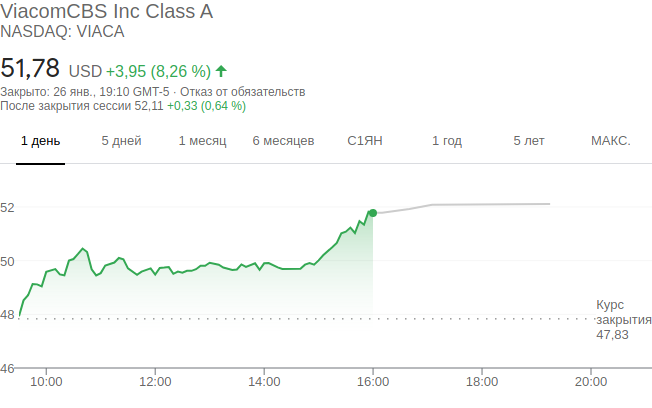 ViacomCBS Inc Class A
NASDAQ: VIACA
51,78 USD +3,95 (8,26 %)
Закрыто: 26 янв., 19:10 GMT-5 · Отказ от обязательств
После закрытия сессии 52,11 +0,33 (0,64 %)
1 день 5 дней 1 месяц 6 месяцев С1ЯН 1 год 5 лет МАКС.
52
50
48
Курс
закрытия
47,83
46
10:00 12:00 14:00 16:00 18:00 20:00